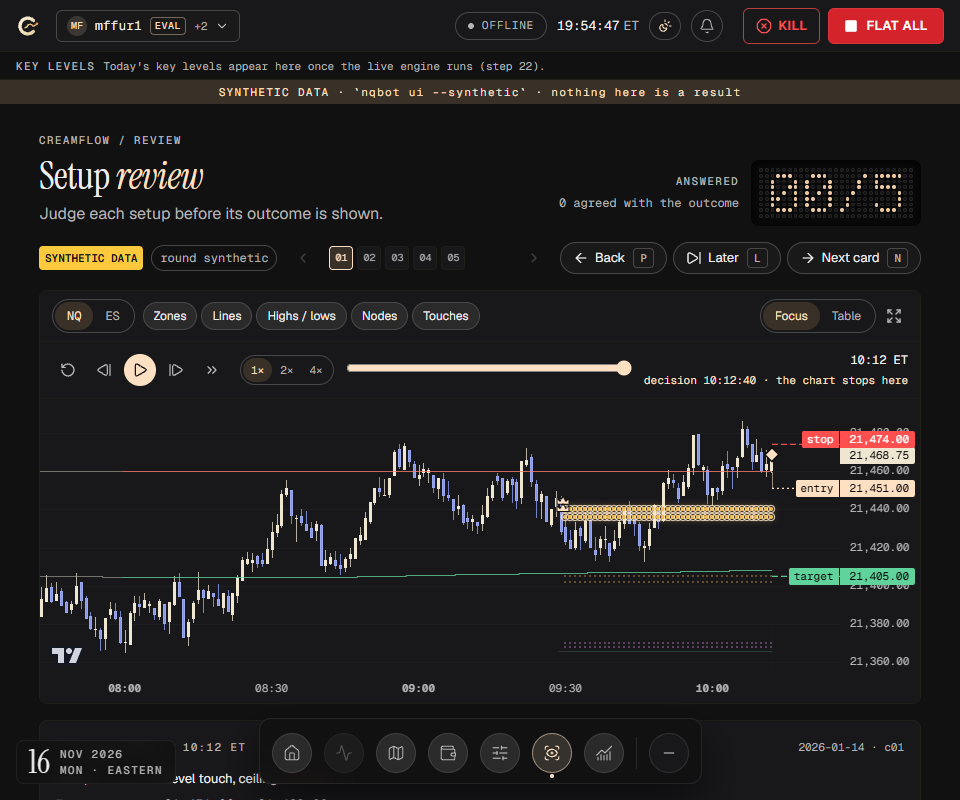 MF mffur1 EVAL +2
OFFLINE 19:54:47 ET KILL FLAT ALL
KEY LEVELS Today's key levels appear here once the live engine runs (step 22).
SYNTHETIC DATA · `nqbot ui --synthetic` · nothing here is a result
CREAMFLOW / REVIEW
Setup review
Judge each setup before its outcome is shown.
ANSWERED
0 agreed with the outcome
00/5
SYNTHETIC DATA round synthetic 01 02 03 04 05 Back P Later L Next card N
NQ ES Zones Lines Highs / lows Nodes Touches Focus Table
1× 2× 4×
10:12 ET
decision 10:12:40 · the chart stops here
stop 21,474.00
21,468.75
21,460.00
entry 21,451.00
21,440.00
21,420.00
target 21,405.00
21,380.00
21,360.00
08:00 08:30 09:00 09:30 10:00
16 NOV 2026
MON · EASTERN
10:12 ET
2026-01-14 · c01